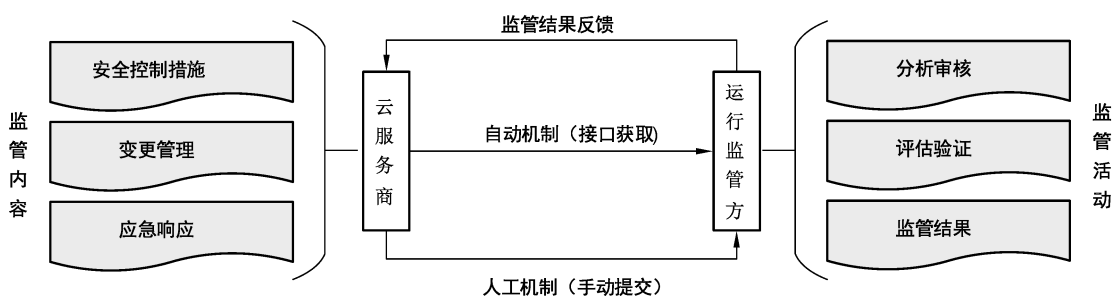 监管内容
安全控制措施
变更管理
应急响应
云服务商
监管结果反馈
自动机制（接口获取)
人工机制（手动提交）
运行监管方
分析审核
评估验证
监管结果
监管活动